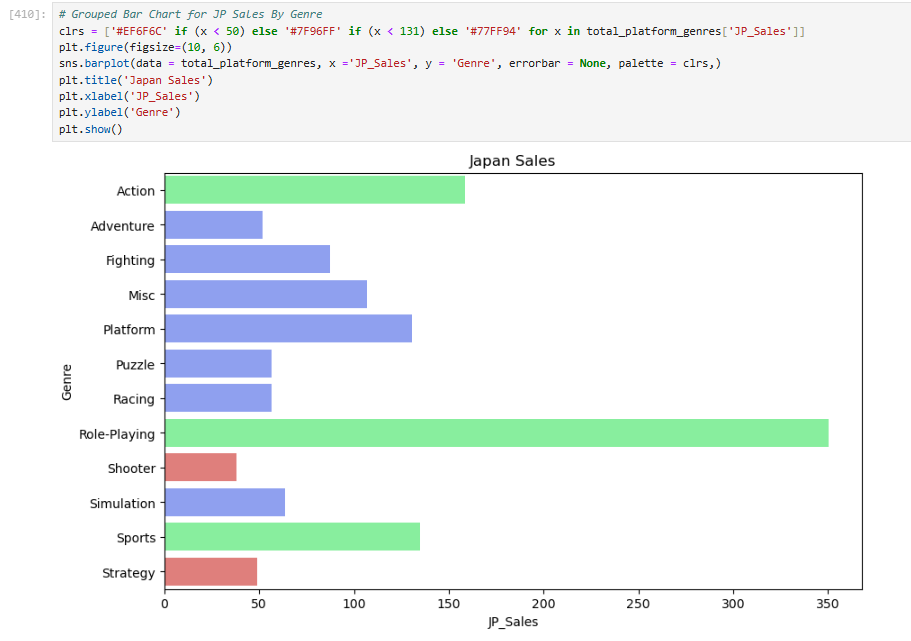 [410]: # Grouped Bar Chart for JP Sales By Genre
clrs = ['#EF6F6C' if (x < 50) else '#7F96FF' if (x < 131) else '#77FF94' for x in total_platform_genres['JP_Sales']]
plt.figure(figsize=(10, 6))
sns.barplot(data = total_platform_genres, x ='JP_Sales', y = 'Genre', errorbar = None, palette = clrs,)
plt.title('Japan Sales')
plt.xlabel('JP_Sales')
plt.ylabel('Genre')
plt.show()
Japan Sales
Action
Adventure
Fighting
Misc
Platform
Puzzle
Racing
Role-Playing
Shooter
Simulation
Sports
Strategy
Genre
0 50 100 150 200 250 300 350
JP_Sales